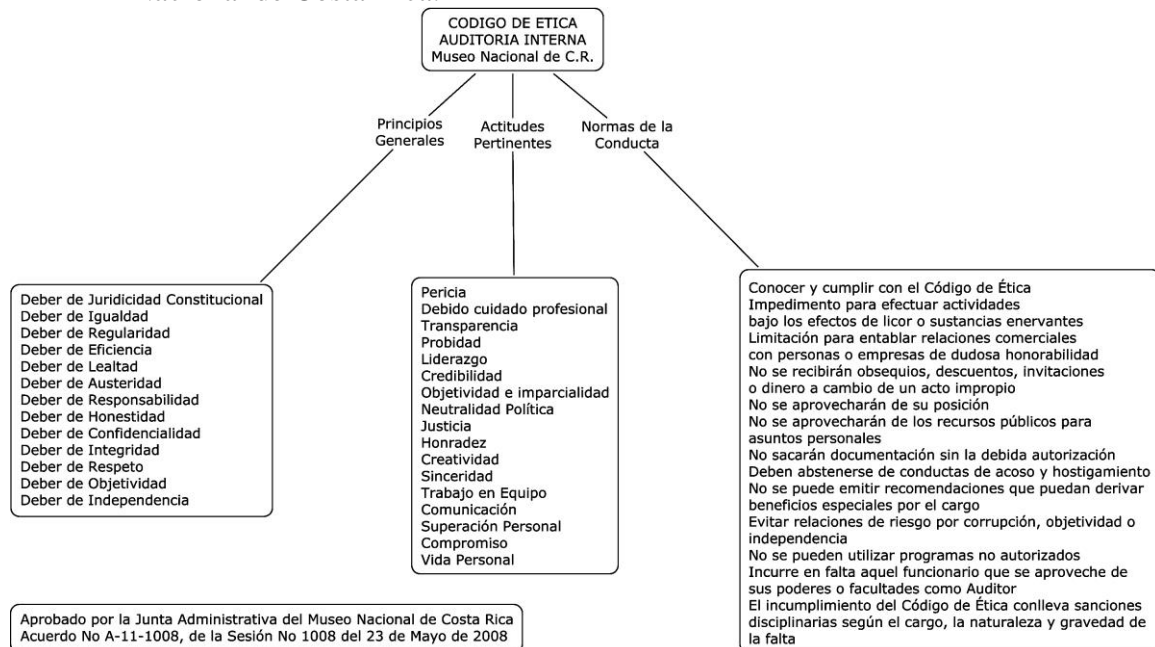 CODIGO DE ETICA
AUDITORIA INTERNA
Museo Nacional de C.R.
Principios
Generales
Actitudes
Pertinentes
Normas de la
Conducta
Deber de Juridicidad Constitucional
Deber de Igualdad
Deber de Regularidad
Deber de Eficiencia
Deber de Lealtad
Deber de Austeridad
Deber de Responsabilidad
Deber de Honestidad
Deber de Confidencialidad
Deber de Integridad
Deber de Respeto
Deber de Objetividad
Deber de Independencia
Pericia
Debido cuidado profesional
Transparencia
Probidad
Liderazgo
Credibilidad
Objetividad e imparcialidad
Neutralidad Política
Justicia
Honradez
Creatividad
Sinceridad
Trabajo en Equipo
Comunicación
Superación Personal
Compromiso
Vida Personal
Conocer y cumplir con el Código de Ética
Impedimento para efectuar actividades
bajo los efectos de licor o sustancias enervantes
Limitación para entablar relaciones comerciales
con personas o empresas de dudosa honorabilidad
No se recibirán obsequios, descuentos, invitaciones
o dinero a cambio de un acto impropio
No se aprovecharán de su posición
No se aprovecharán de los recursos públicos para
asuntos personales
No sacarán documentación sin la debida autorización
Deben abstenerse de conductas de acoso y hostigamiento
No se puede emitir recomendaciones que puedan derivar
beneficios especiales por el cargo
Evitar relaciones de riesgo por corrupción, objetividad o
independencia
No se pueden utilizar programas no autorizados
Incurre en falta aquel funcionario que se aproveche de
sus poderes o facultades como Auditor
El incumplimiento del Código de Ética conlleva sanciones
disciplinarias según el cargo, la naturaleza y gravedad de
la falta
Aprobado por la Junta Administrativa del Museo Nacional de Costa Rica
Acuerdo No A-11-1008, de la Sesión No 1008 del 23 de Mayo de 2008